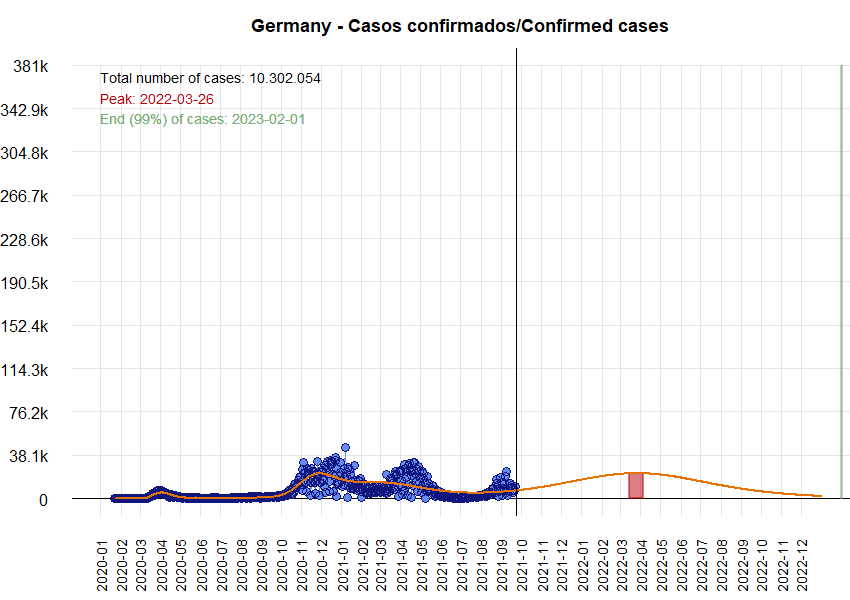 Germany - Casos confirmados/Confirmed cases
381k
Total number of cases: 10.302.054
Peak: 2022-03-26
342.9k
End (99%) of cases: 2023-02-01
304.8k
266.7k
228.6k
190.5k
152.4k
114.3k
76.2k
38.1k
0
2020-01
2020-02
2020-03
2020-04
2020-05
2020-06
2020-07
2020-08
2020-09
2020-10
2020-11
2020-12
2021-01
2021-02
2021-03
2021-04
2021-05
2021-06
2021-07
2021-08
2021-09
2021-10
2021-11
2021-12
2022-01
2022-02
2022-03
2022-04
2022-05
2022-06
2022-07
2022-08
2022-09
2022-10
2022-11
2022-12